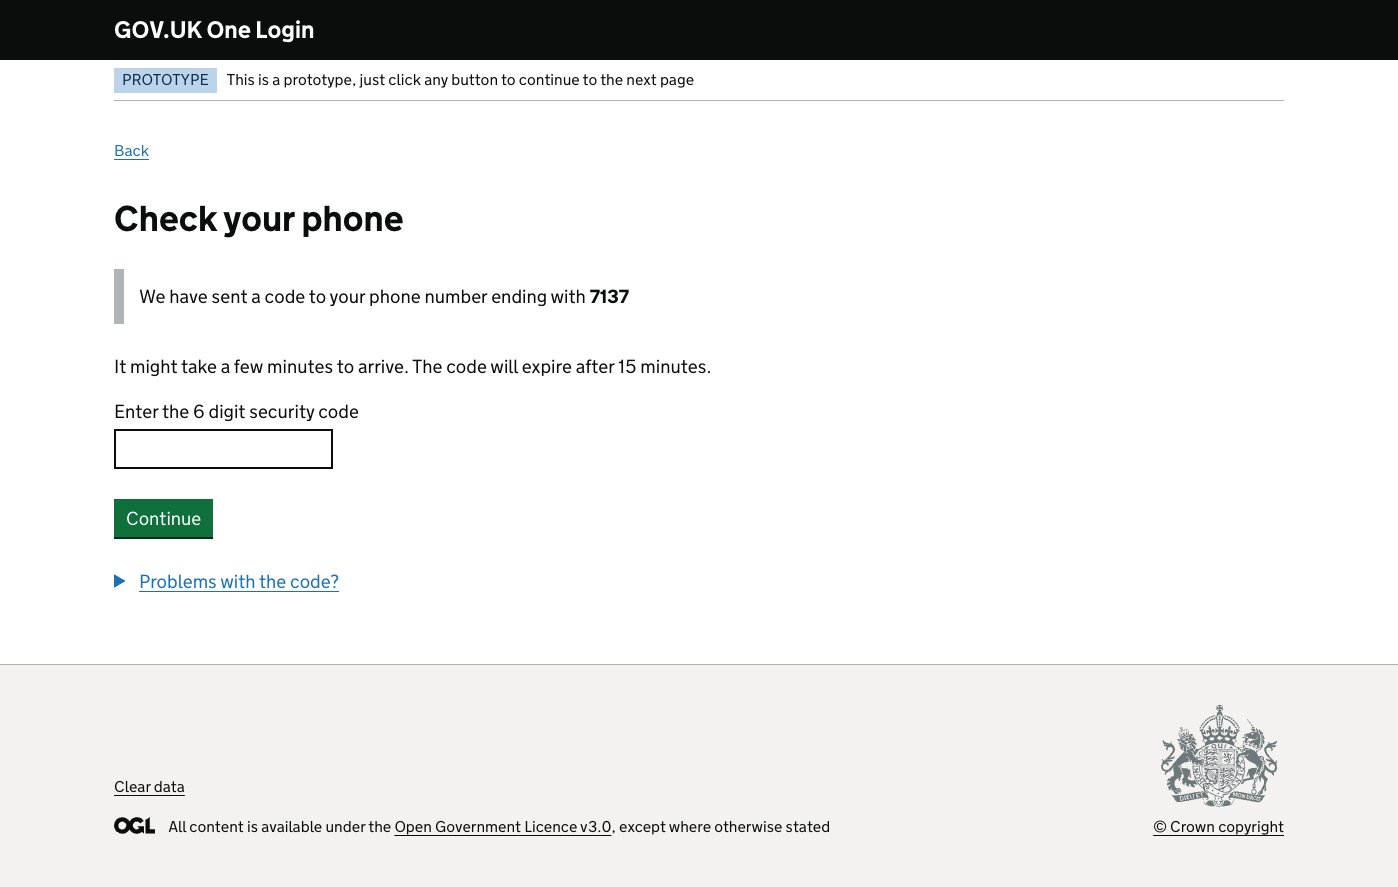 GOV.UK One Login
PROTOTYPE This is a prototype, just click any button to continue to the next page
Back
Check your phone
We have sent a code to your phone number ending with 7137
It might take a few minutes to arrive. The code will expire after 15 minutes.
Enter the 6 digit security code
Continue
Problems with the code?
Clear data
OGL All content is available under the Open Government Licence v3.0, except where otherwise stated
© Crown copyright